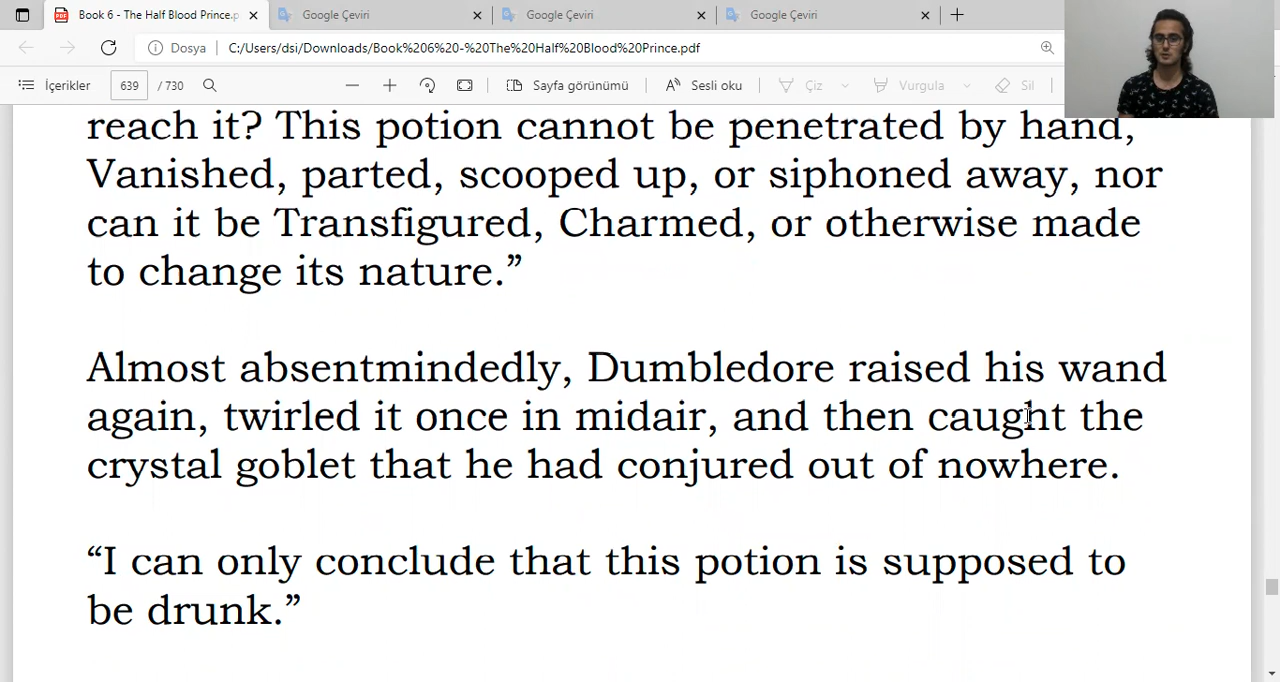 Book 6 - The Half Blood Prince.p
Google Çeviri
Google Çeviri
Google Çeviri
Dosya
C:/Users/dsi/Downloads/Book%206%20-%20The%20Half%20Blood%20Prince.pdf
İçerikler
639
/ 730
Sayfa görünümü
Sesli oku
Çiz
Vurgula
Sil
reach it? This potion cannot be penetrated by hand,
Vanished, parted, scooped up, or siphoned away, nor
can it be Transfigured, Charmed, or otherwise made
to change its nature.”
Almost absentmindedly, Dumbledore raised his wand
again, twirled it once in midair, and then caught the
crystal goblet that he had conjured out of nowhere.
“I can only conclude that this potion is supposed to
be drunk.”